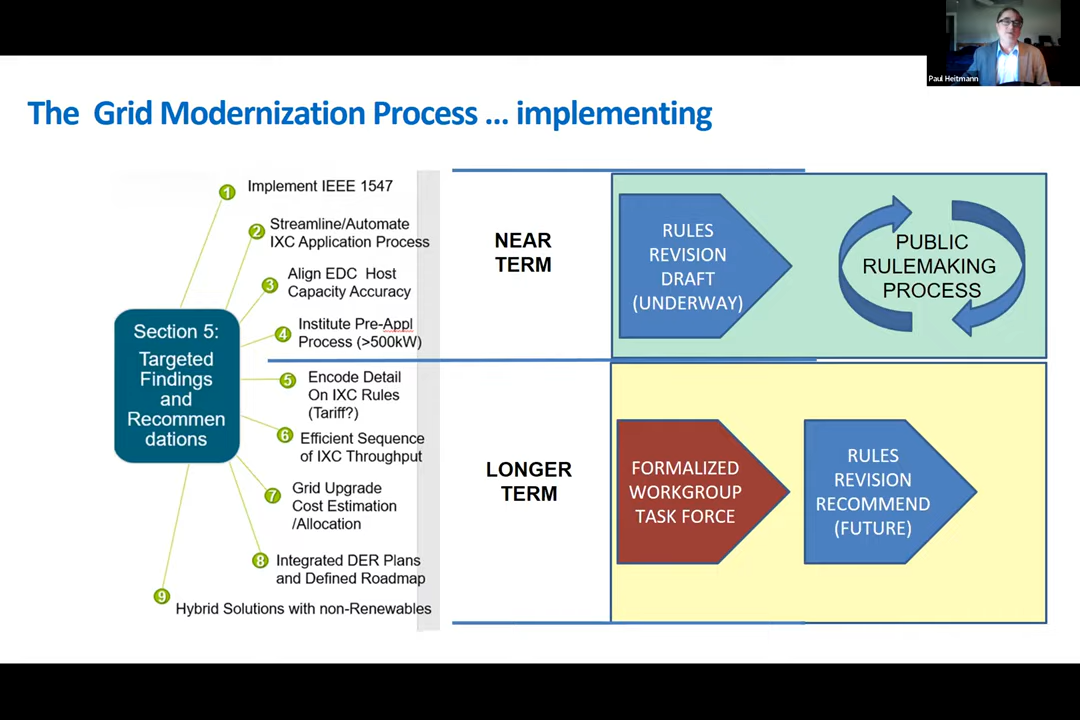 Paul Heitmann
The Grid Modernization Process ... implementing
1 Implement IEEE 1547
2 Streamline/Automate
IXC Application Process
3 Align EDC Host
Capacity Accuracy
4 Institute Pre-Appl
Process (>500kW)
Section 5:
Targeted
Findings
and
Recommen
dations
5 Encode Detail
On IXC Rules
(Tariff?)
6 Efficient Sequence
of IXC Throughput
7 Grid Upgrade
Cost Estimation
/Allocation
8 Integrated DER Plans
and Defined Roadmap
9 Hybrid Solutions with non-Renewables
NEAR
TERM
RULES
REVISION
DRAFT
(UNDERWAY)
PUBLIC
RULEMAKING
PROCESS
LONGER
TERM
FORMALIZED
WORKGROUP
TASK FORCE
RULES
REVISION
RECOMMEND
(FUTURE)